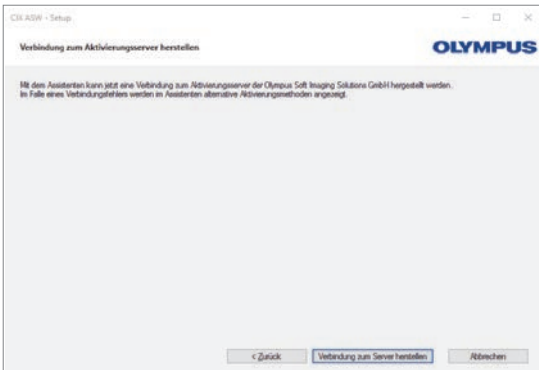 CIX ASW - Setup
Verbindung zum Aktivierungsserver herstellen
OLYMPUS
Mit dem Assistenten kann jetzt eine Verbindung zum Aktivierungsserver der Olympus Soft Imaging Solutions GmbH hergestellt werden.
Im Falle eines Verbindungsfehlers werden im Assistenten alternative Aktivierungsmethoden angezeigt.
< Zurück
Verbindung zum Server herstellen
Abbrechen